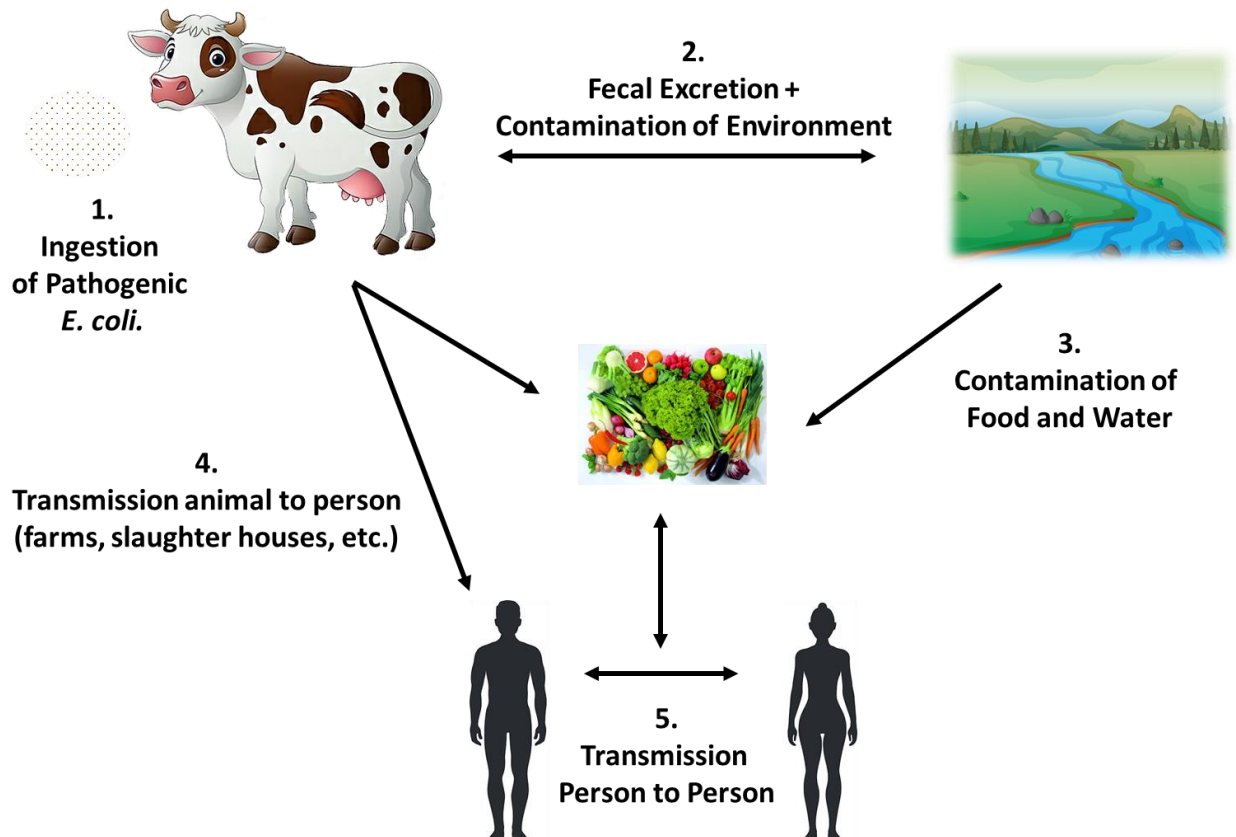 1.
Ingestion
of Pathogenic
E. coli.
2.
Fecal Excretion +
Contamination of Environment
3.
Contamination of
Food and Water
4.
Transmission animal to person
(farms, slaughter houses, etc.)
5.
Transmission
Person to Person